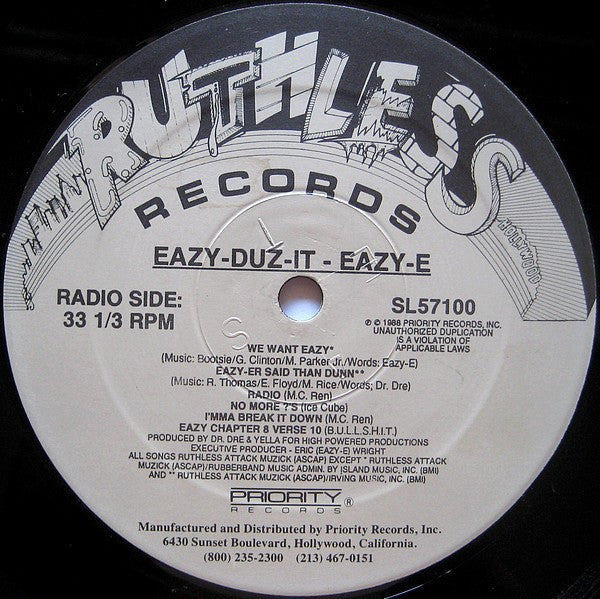 RUTHLESS
HOLLYWOOD
RECORDS
EAZY-DUZ-IT - EAZY-E
RADIO SIDE:
33 1/3 RPM
SL57100
℗ © 1988 PRIORITY RECORDS, INC.
UNAUTHORIZED DUPLICATION
IS A VIOLATION OF
APPLICABLE LAWS
WE WANT EAZY*
(Music: Bootsie/G. Clinton/M. Parker Jr./Words: Eazy-E)
EAZY-ER SAID THAN DUNN**
(Music: R. Thomas/E. Floyd/M. Rice/Words; Dr. Dre)
RADIO (M.C. Ren)
NO MORE ?'S (Ice Cube)
I'MMA BREAK IT DOWN (M.C. Ren)
EAZY CHAPTER 8 VERSE 10 (B.U.L.L.S.H.I.T.)
PRODUCED BY DR. DRE & YELLA FOR HIGH POWERED PRODUCTIONS
EXECUTIVE PRODUCER - ERIC (EAZY-E) WRIGHT
ALL SONGS RUTHLESS ATTACK MUZICK (ASCAP) EXCEPT * RUTHLESS ATTACK
MUZICK (ASCAP)/RUBBERBAND MUSIC ADMIN. BY ISLAND MUSIC, INC. (BMI)
AND ** RUTHLESS ATTACK MUZICK (ASCAP)/IRVING MUSIC, INC. (BMI)
PRIORITY ®
RECORDS
Manufactured and Distributed by Priority Records, Inc.
6430 Sunset Boulevard, Hollywood, California.
(800) 235-2300 (213) 467-0151